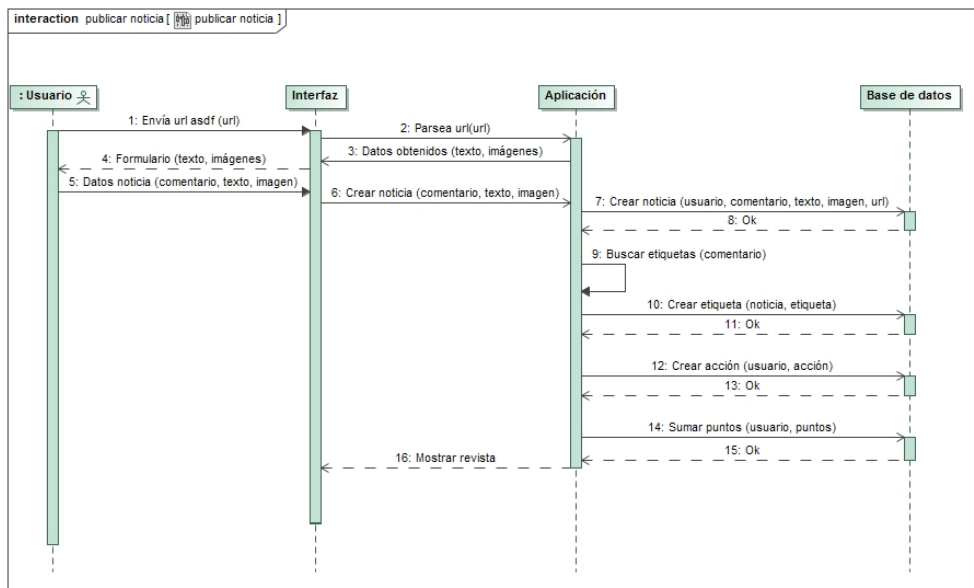 interaction publicar noticia [ publicar noticia ]
: Usuario
Interfaz
Aplicación
Base de datos
1: Envía url asdf (url)
2: Parsea url(url)
3: Datos obtenidos (texto, imágenes)
4: Formulario (texto, imágenes)
5: Datos noticia (comentario, texto, imagen)
6: Crear noticia (comentario, texto, imagen)
7: Crear noticia (usuario, comentario, texto, imagen, url)
8: Ok
9: Buscar etiquetas (comentario)
10: Crear etiqueta (noticia, etiqueta)
11: Ok
12: Crear acción (usuario, acción)
13: Ok
14: Sumar puntos (usuario, puntos)
15: Ok
16: Mostrar revista